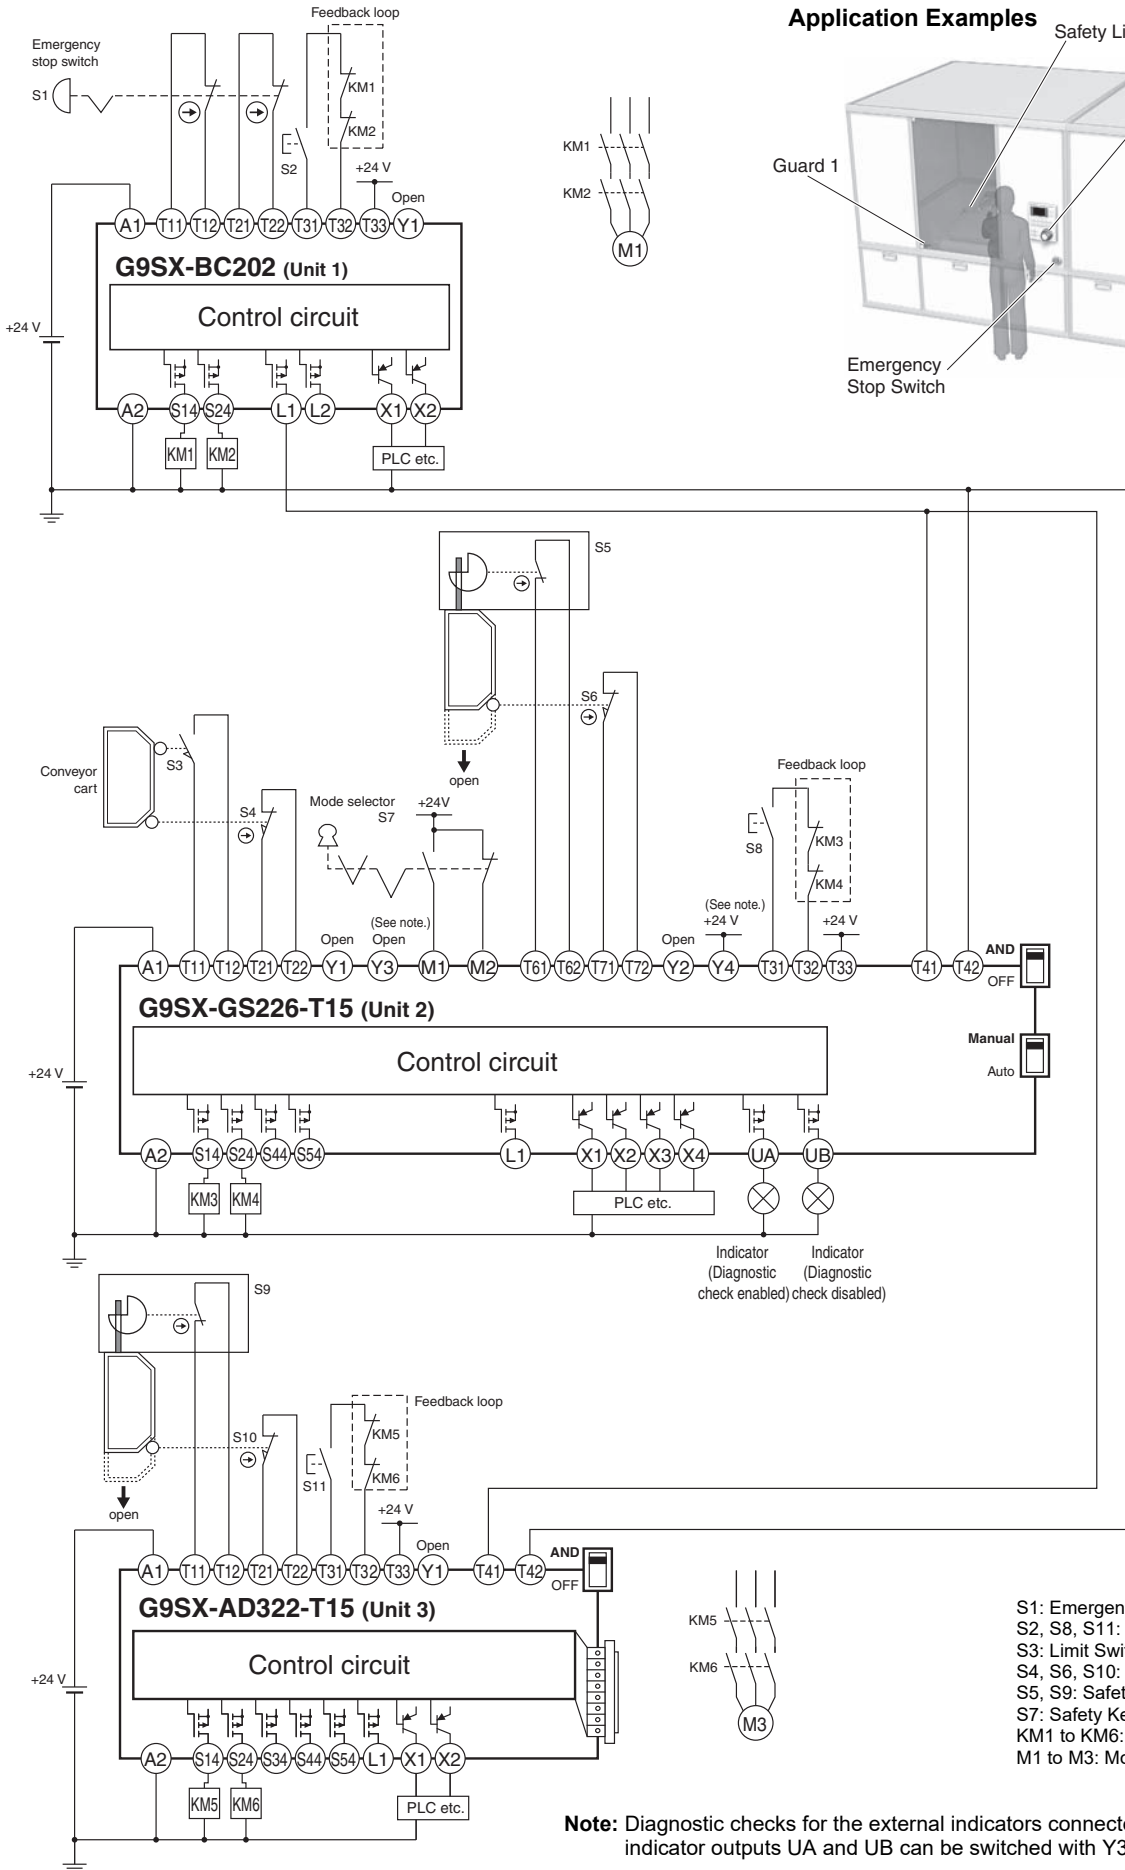 Application Examples
Feedback loop
Emergency
stop switch
S1
KM1
KM2
S2
+24 V
Open
A1 T11 T12 T21 T22 T31 T32 T33 Y1
G9SX-BC202 (Unit 1)
Control circuit
+24 V
A2 S14 S24 L1 L2 X1 X2
KM1 KM2
PLC etc.
KM1
KM2
M1
Guard 1
Emergency
Stop Switch
S5
S6
open
Conveyor
cart
S3
S4
Mode selector
S7
+24V
Feedback loop
S8
KM3
KM4
(See note.)
Open
Open
(See note.)
+24 V
Open
+24 V
A1 T11 T12 T21 T22 Y1 Y3 M1 M2 T61 T62 T71 T72 Y2 Y4 T31 T32 T33 T41 T42
AND
OFF
G9SX-GS226-T15 (Unit 2)
Control circuit
Manual
Auto
+24 V
A2 S14 S24 S44 S54 L1 X1 X2 X3 X4 UA UB
KM3 KM4
PLC etc.
Indicator
(Diagnostic
check enabled)
Indicator
(Diagnostic
check disabled)
S9
S10
open
S11
Feedback loop
KM5
KM6
+24 V
Open
A1 T11 T12 T21 T22 T31 T32 T33 Y1 T41 T42
AND
OFF
G9SX-AD322-T15 (Unit 3)
Control circuit
+24 V
A2 S14 S24 S34 S44 S54 L1 X1 X2
KM5 KM6
PLC etc.
KM5
KM6
M3
S1:
S2, S8, S11:
S3: Limit
S4, S6, S10:
S5, S9:
S7: Safety
KM1 to KM6:
M1 to M3:
Note: Diagnostic checks for the external indicators
indicator outputs UA and UB can be switched with Y3